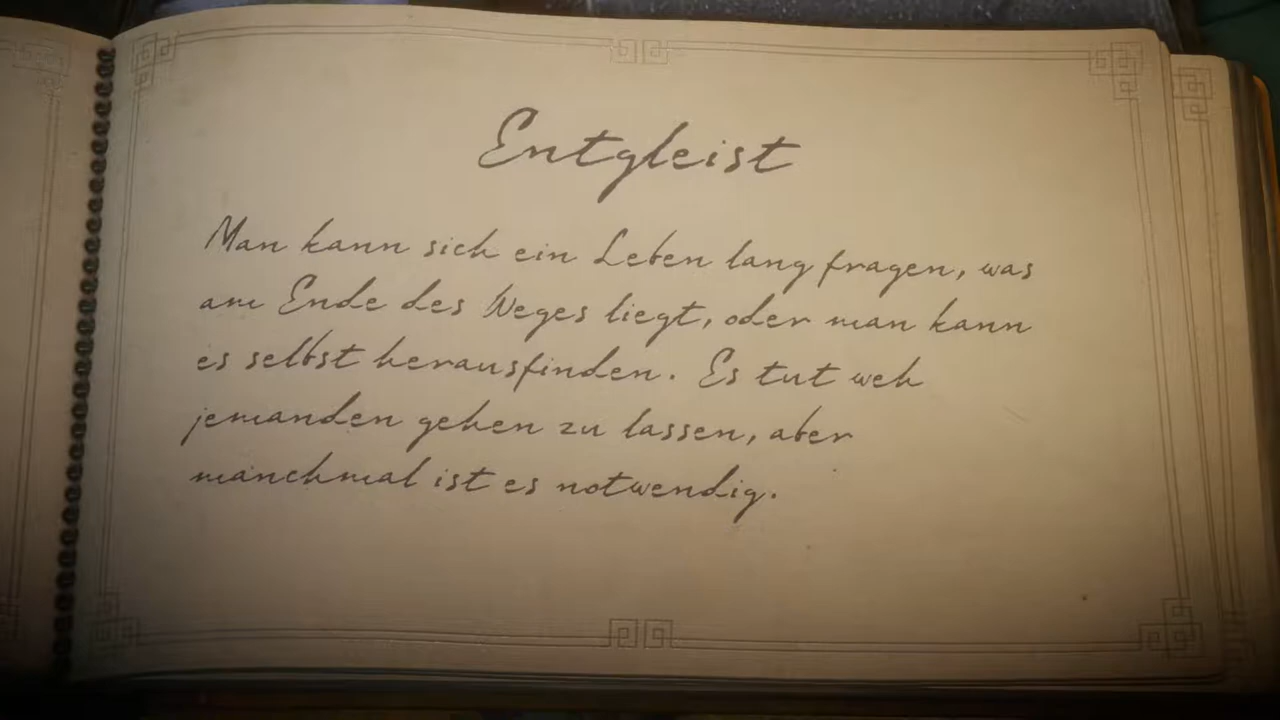 Entgleist
Man kann sich ein Leben lang fragen, was
am Ende des Weges liegt, oder man kann
es selbst herausfinden. Es tut weh
jemanden gehen zu lassen, aber
manchmal ist es notwendig.